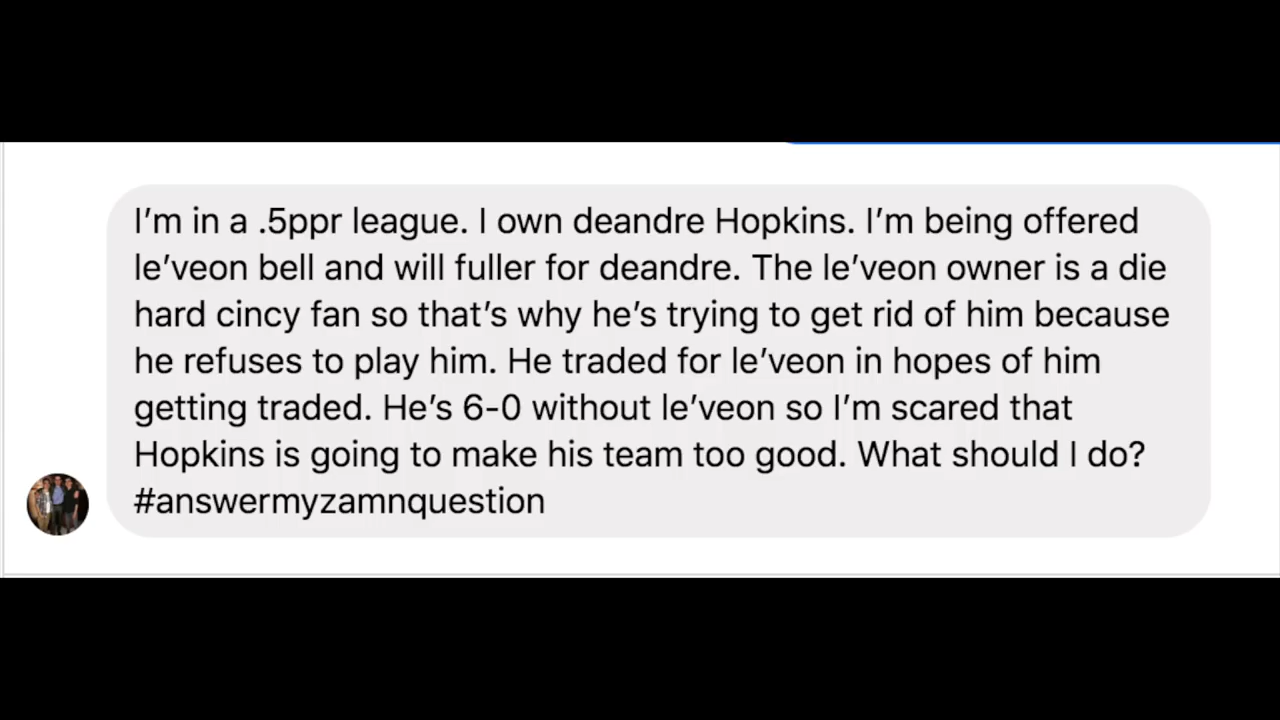 I’m in a .5ppr league. I own deandre Hopkins. I’m being offered
le’veon bell and will fuller for deandre. The le’veon owner is a die
hard cincy fan so that’s why he’s trying to get rid of him because
he refuses to play him. He traded for le’veon in hopes of him
getting traded. He’s 6-0 without le’veon so I’m scared that
Hopkins is going to make his team too good. What should I do?
#answermyzamnquestion